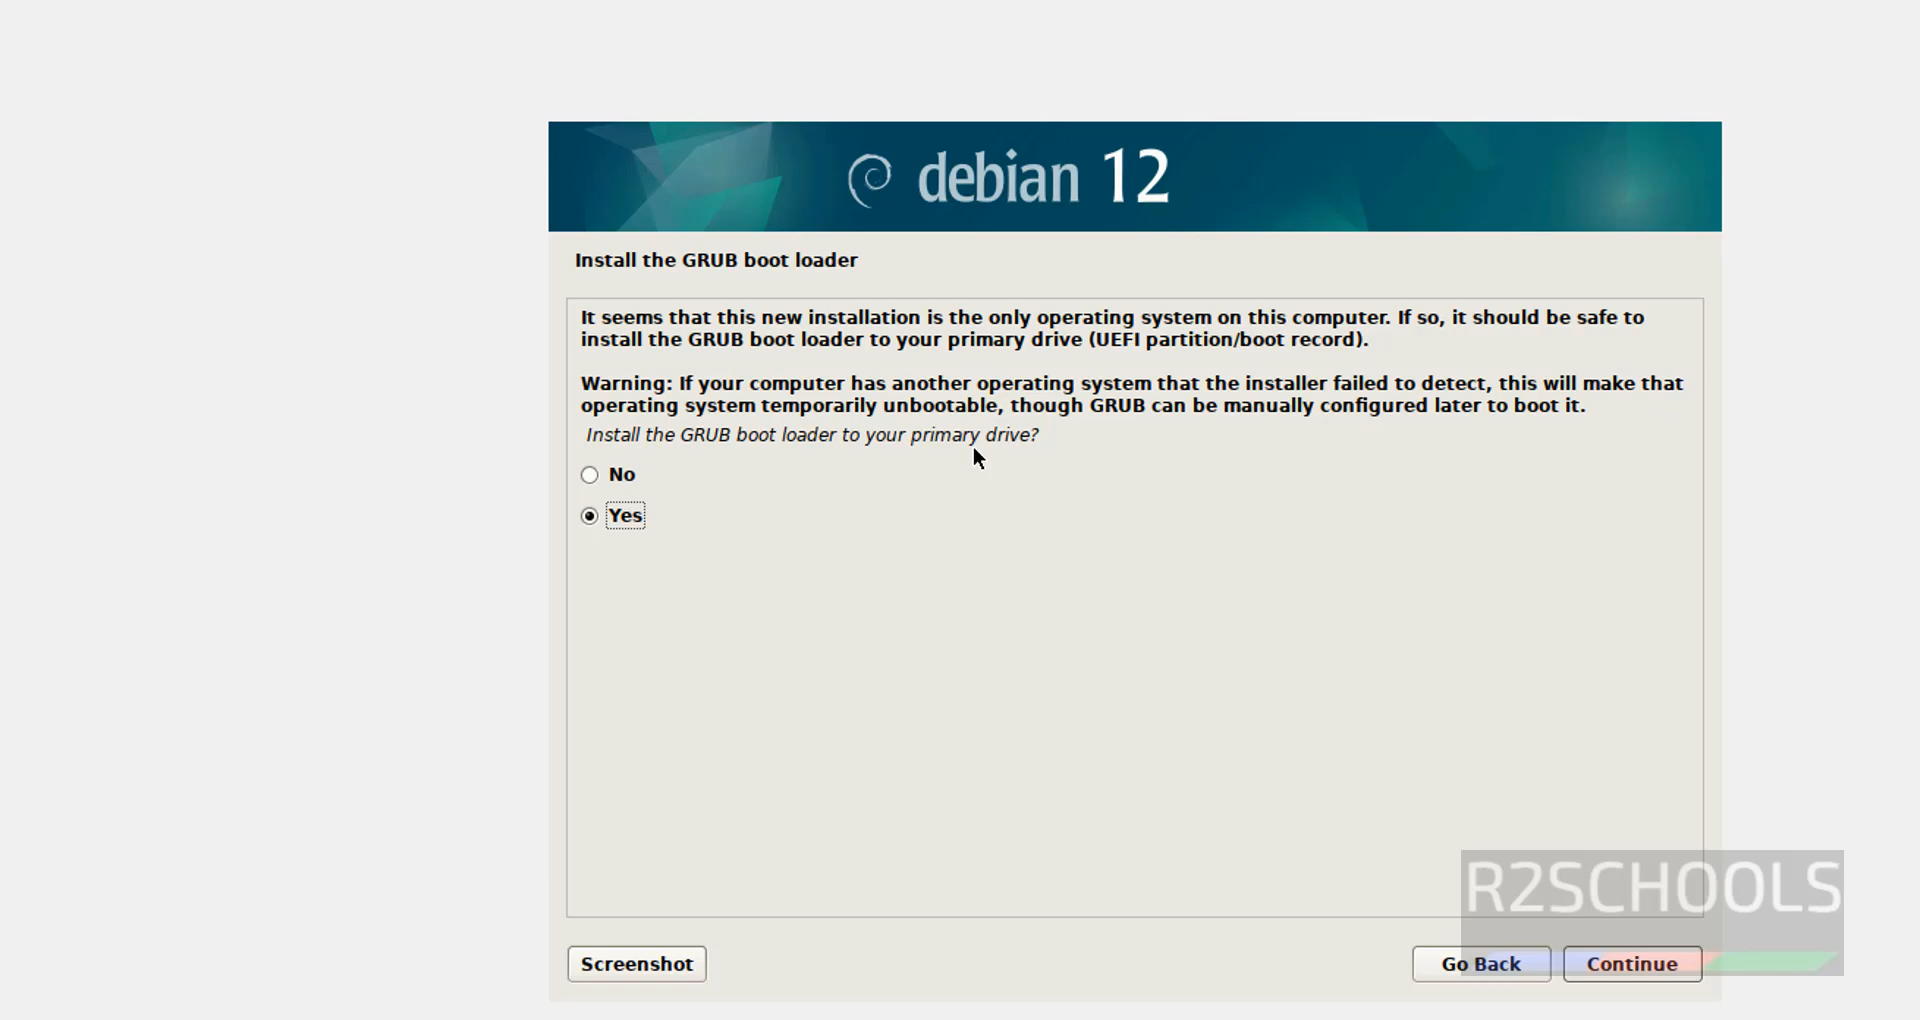 debian 12
Install the GRUB boot loader
It seems that this new installation is the only operating system on this computer. If so, it should be safe to
install the GRUB boot loader to your primary drive (UEFI partition/boot record).
Warning: If your computer has another operating system that the installer failed to detect, this will make that
operating system temporarily unbootable, though GRUB can be manually configured later to boot it.
Install the GRUB boot loader to your primary drive?
No
Yes
R2SCHOOLS
Screenshot
Go Back
Continue